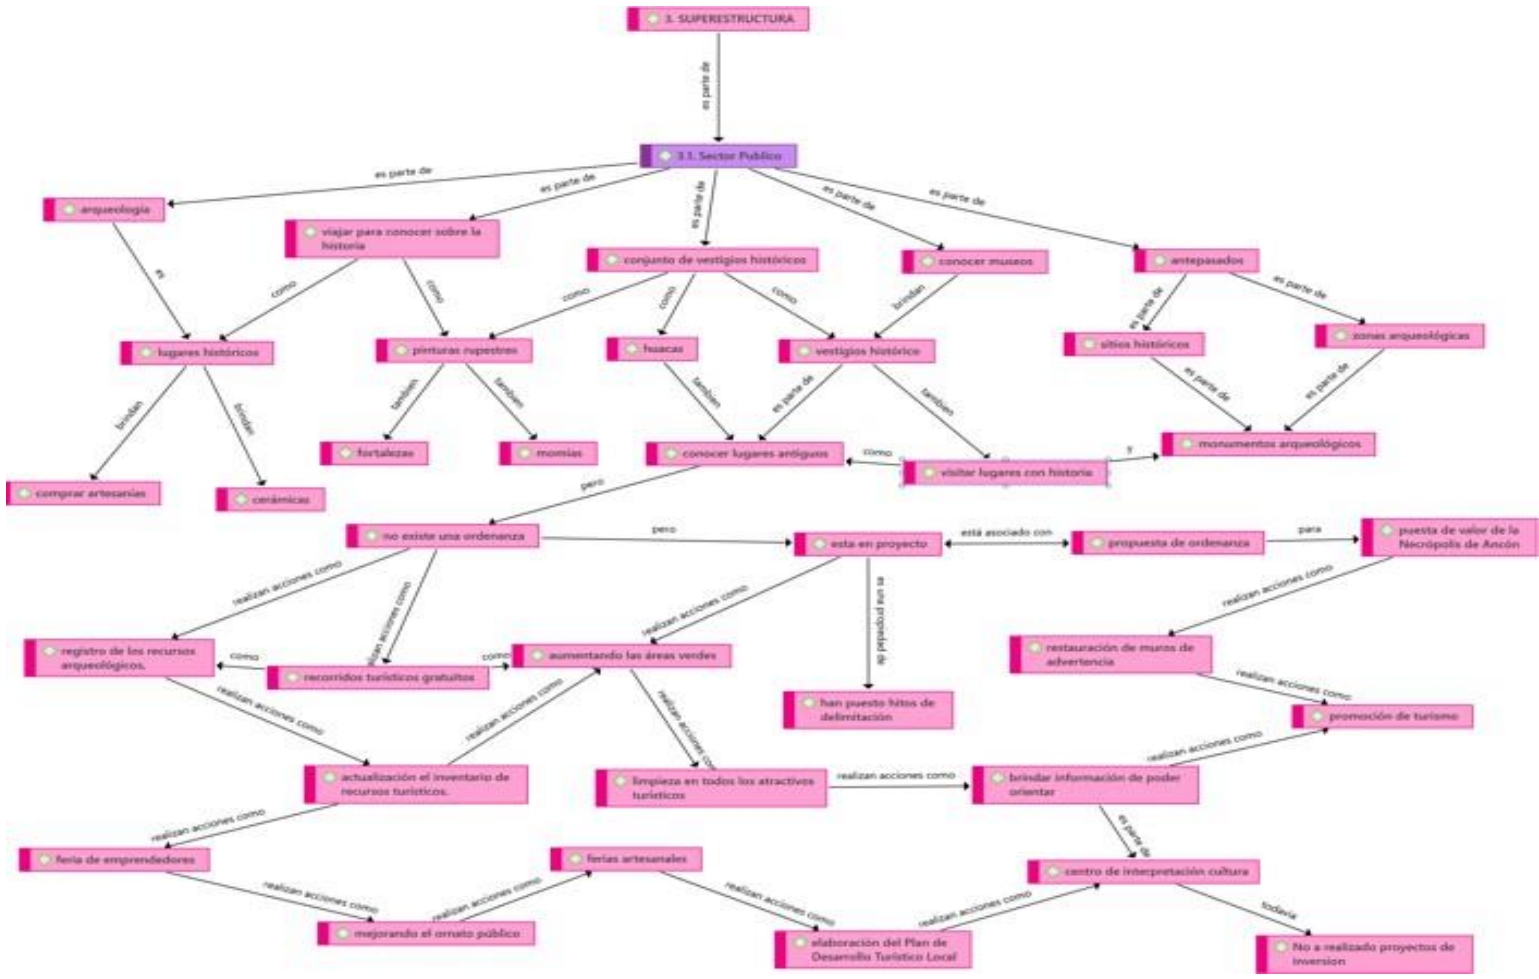 3. SUPERESTRUCTURA
es parte de
3.1. Sector Publico
es parte de
es parte de
es parte de
es parte de
es parte de
arqueología
viajar para conocer sobre la
historia
conjunto de vestigios históricos
conocer museos
antepasados
es
como
como
como
como
como
brindan
es parte de
es parte de
lugares históricos
pinturas rupestres
huacas
vestigios histórico
sitios históricos
zonas arqueológicas
brindan
brindan
tambien
tambien
tambien
es parte de
tambien
es parte de
es parte de
fortalezas
momias
conocer lugares antiguos
como
visitar lugares con historia
y
monumentos arqueológicos
comprar artesanías
cerámicas
pero
no existe una ordenanza
pero
esta en proyecto
está asociado con
propuesta de ordenanza
para
puesta de valor de la
Necrópolis de Ancón
realizan acciones como
alizan acciones como
realizan acciones como
es una propiedad de
realizan acciones como
registro de los recursos
arqueológicos.
como
recorridos turísticos gratuitos
como
aumentando las áreas verdes
restauración de muros de
advertencia
realizan acciones como
realizan acciones como
realizan acciones com
han puesto hitos de
delimitación
realizan acciones como
promoción de turismo
actualización el inventario de
recursos turísticos.
limpieza en todos los atractivos
turísticos
realizan acciones como
brindar información de poder
orientar
realizan acciones como
realizan acciones como
es parte de
feria de emprendedores
ferias artesanales
centro de interpretación cultura
realizan acciones como
realizan acciones como
realizan acciones como
realizan acciones como
todavía
mejorando el ornato público
elaboración del Plan de
Desarrollo Turístico Local
No a realizado proyectos de
inversion